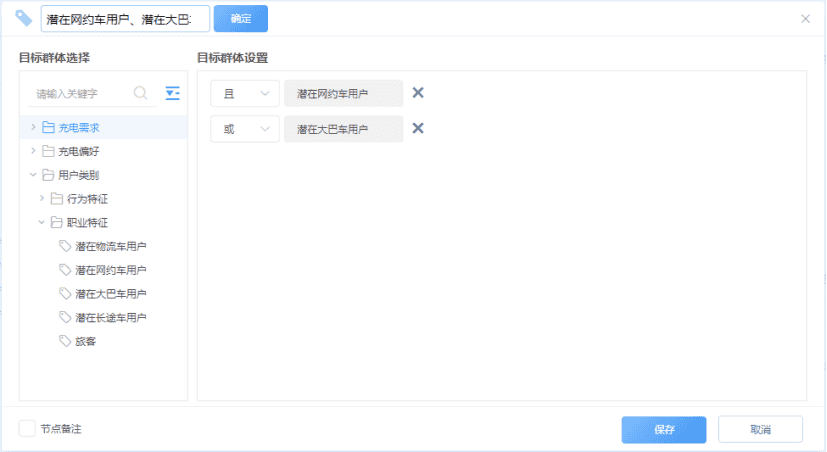 潜在网约车用户、潜在大巴
确定
目标群体选择
目标群体设置
请输入关键字
且
潜在网约车用户
或
潜在大巴车用户
充电需求
充电偏好
用户类别
行为特征
职业特征
潜在物流车用户
潜在网约车用户
潜在大巴车用户
潜在长途车用户
旅客
节点备注
保存
取消